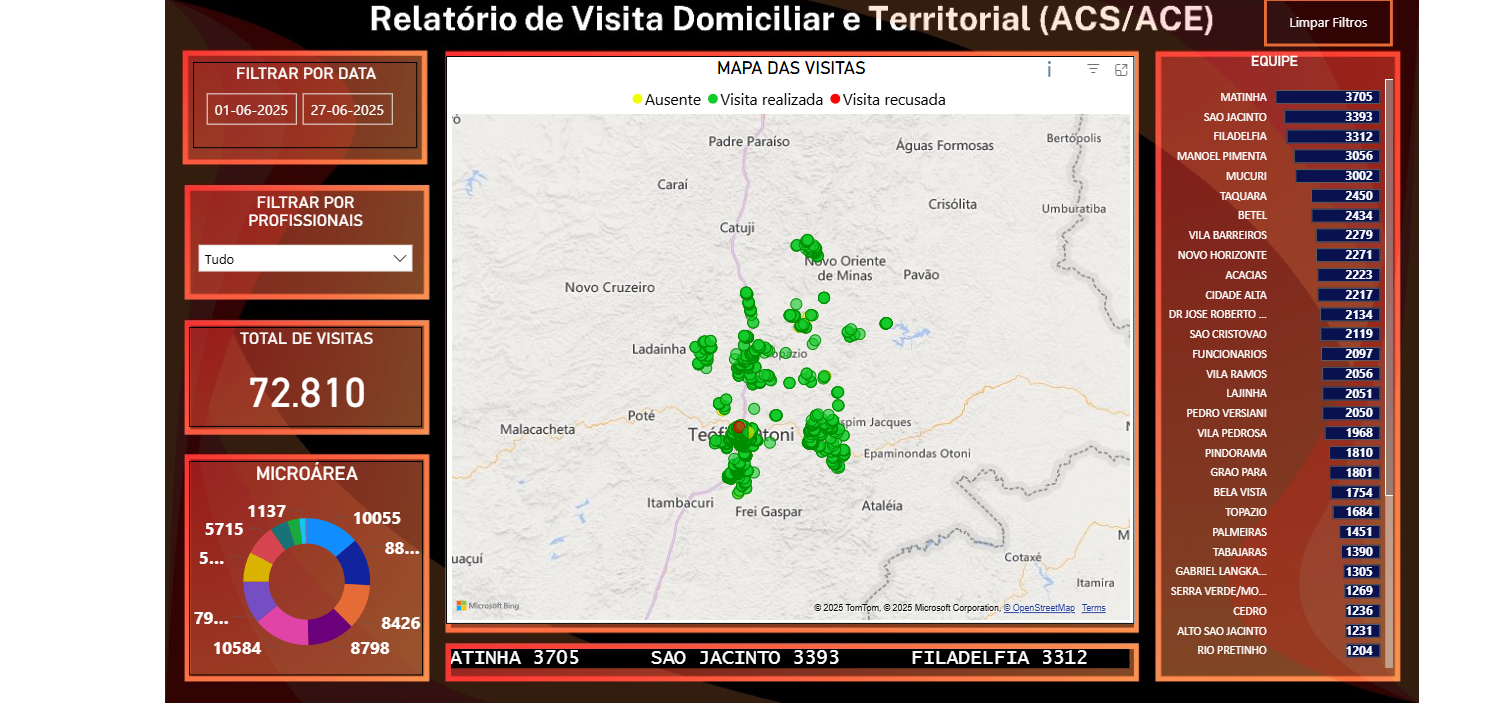 Relatório de Visita Domiciliar e Territorial (ACS/ACE)
Limpar Filtros
FILTRAR POR DATA
01-06-2025 27-06-2025
FILTRAR POR
PROFISSIONAIS
Tudo
TOTAL DE VISITAS
72.810
MICROÁREA
1137
10055
5715
88...
5...
79...
8426
10584
8798
MAPA DAS VISITAS
Ausente Visita realizada Visita recusada
Padre Paraíso
Águas Formosas
Bertópolis
Caraí
Crisólita
Umburatiba
Catuji
Novo Oriente
de Minas
Pavão
Novo Cruzeiro
Ladainha
opazio
Poté
Malacacheta
Teóf
toni
spim Jacques
Epaminondas Otoni
Itambacuri
Frei Gaspar
Ataléia
uaçuí
Cotaxé
Itamira
Microsoft Bing
© 2025 TomTom, © 2025 Microsoft Corporation, © OpenStreetMap Terms
ATINHA 3705 SAO JACINTO 3393 FILADELFIA 3312
EQUIPE
MATINHA 3705
SAO JACINTO 3393
FILADELFIA 3312
MANOEL PIMENTA 3056
MUCURI 3002
TAQUARA 2450
BETEL 2434
VILA BARREIROS 2279
NOVO HORIZONTE 2271
ACACIAS 2223
CIDADE ALTA 2217
DR JOSE ROBERTO ... 2134
SAO CRISTOVAO 2119
FUNCIONARIOS 2097
VILA RAMOS 2056
LAJINHA 2051
PEDRO VERSIANI 2050
VILA PEDROSA 1968
PINDORAMA 1810
GRAO PARA 1801
BELA VISTA 1754
TOPAZIO 1684
PALMEIRAS 1451
TABAJARAS 1390
GABRIEL LANGKA... 1305
SERRA VERDE/MO... 1269
CEDRO 1236
ALTO SAO JACINTO 1231
RIO PRETINHO 1204